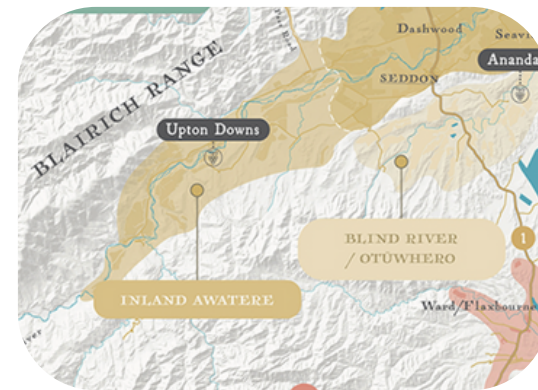 Dashwood
Seavi
Ananda
SEDDON
BLAIRICH RANGE
Upton Downs
BLIND RIVER
/ OTŪWHERO
1
INLAND AWATERE
Ward/Flaxbourne